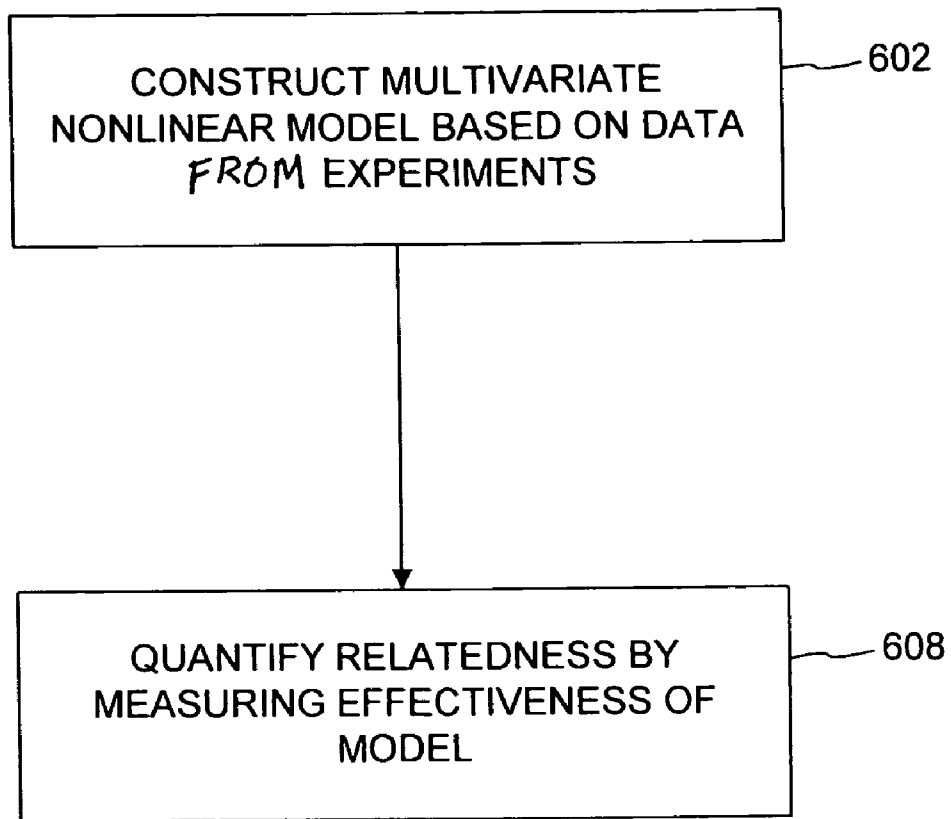 CONSTRUCT MULTIVARIATE
NONLINEAR MODEL BASED ON DATA
FROM EXPERIMENTS
602
QUANTIFY RELATEDNESS BY
MEASURING EFFECTIVENESS OF
MODEL
608